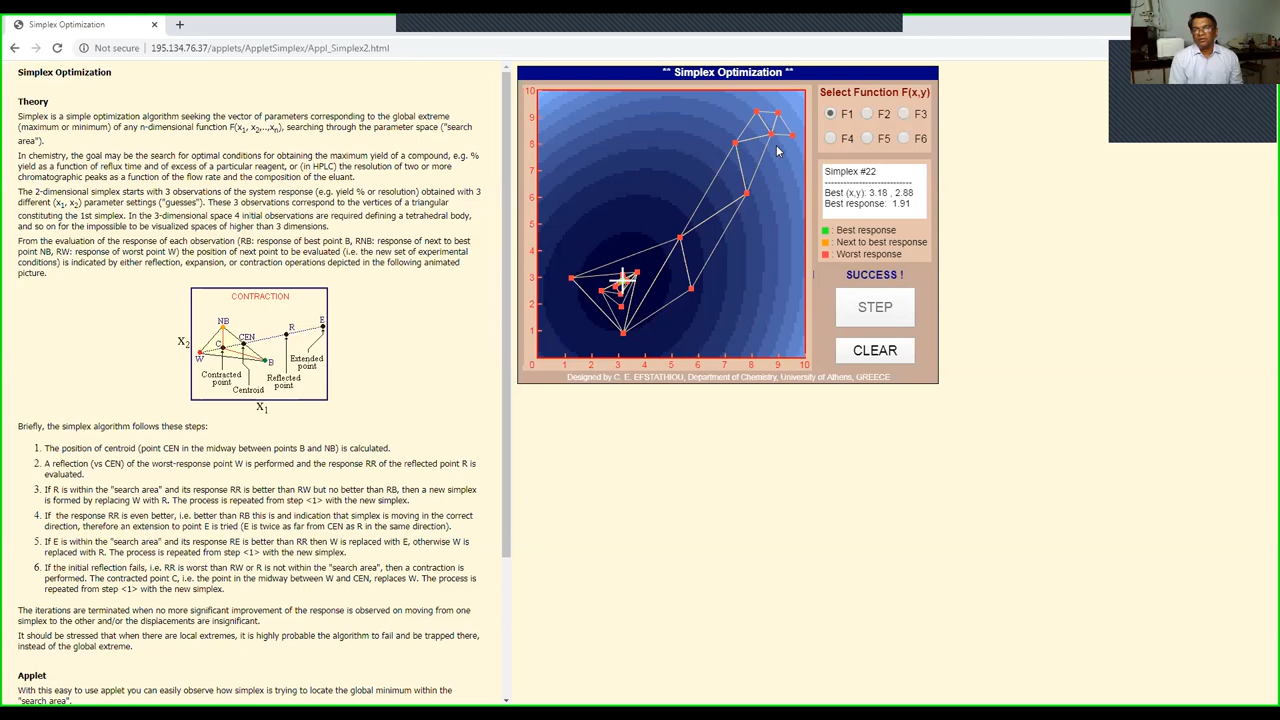 Simplex Optimization
Not secure | 195.134.76.37/applets/AppletSimplex/Appl_Simplex2.html
Simplex Optimization
Theory
Simplex is a simple optimization algorithm seeking the vector of parameters corresponding to the global extreme
(maximum or minimum) of any n-dimensional function F(x1, x2,..,xn), searching through the parameter space ("search
area").
In chemistry, the goal may be the search for optimal conditions for obtaining the maximum yield of a compound, e.g. %
yield as a function of reflux time and of excess of a particular reagent, or (in HPLC) the resolution of two or more
chromatographic peaks as a function of the flow rate and the composition of the eluant.
The 2-dimensional simplex starts with 3 observations of the system response (e.g. yield % or resolution) obtained with 3
different (x1, x2) parameter settings ("guesses"). These 3 observations correspond to the vertices of a triangular
constituting the 1st simplex. In the 3-dimensional space 4 initial observations are required defining a tetrahedral body,
and so on for the impossible to be visualized spaces of higher than 3 dimensions.
From the evaluation of the response of each observation (RB: response of best point B, RNB: response of next to best
point NB, RW: response of worst point W) the position of next point to be evaluated (i.e. the new set of experimental
conditions) is indicated by either reflection, expansion, or contraction operations depicted in the following animated
picture.
CONTRACTION
X2
NB
W
C
CEN
R
E
B
Contracted
point
Centroid
Reflected
point
Extended
point
X1
Briefly, the simplex algorithm follows these steps:
1. The position of centroid (point CEN in the midway between points B and NB) is calculated.
2. A reflection (vs CEN) of the worst-response point W is performed and the response RR of the reflected point R is
evaluated.
3. If R is within the "search area" and its response RR is better than RW but no better than RB, then a new simplex
is formed by replacing W with R. The process is repeated from step <1> with the new simplex.
4. If the response RR is even better, i.e. better than RB this is and indication that simplex is moving in the correct
direction, therefore an extension to point E is tried (E is twice as far from CEN as R in the same direction).
5. If E is within the "search area" and its response RE is better than RR then W is replaced with E, otherwise W is
replaced with R. The process is repeated from step <1> with the new simplex.
6. If the initial reflection fails, i.e. RR is worst than RW or R is not within the "search area", then a contraction is
performed. The contracted point C, i.e. the point in the midway between W and CEN, replaces W. The process is
repeated from step <1> with the new simplex.
The iterations are terminated when no more significant improvement of the response is observed on moving from one
simplex to the other and/or the displacements are insignificant.
It should be stressed that when there are local extremes, it is highly probable the algorithm to fail and be trapped there,
instead of the global extreme.
Applet
With this easy to use applet you can easily observe how simplex is trying to locate the global minimum within the
"search area".
** Simplex Optimization **
10
9
8
7
6
5
4
3
2
1
0 1 2 3 4 5 6 7 8 9 10
Select Function F(x,y)
F1 F2 F3
F4 F5 F6
Simplex #22
---------------------------
Best (x,y): 3.18 , 2.88
Best response: 1.91
Best response
Next to best response
Worst response
SUCCESS !
STEP
CLEAR
Designed by C. E. EFSTATHIOU, Department of Chemistry, University of Athens, GREECE